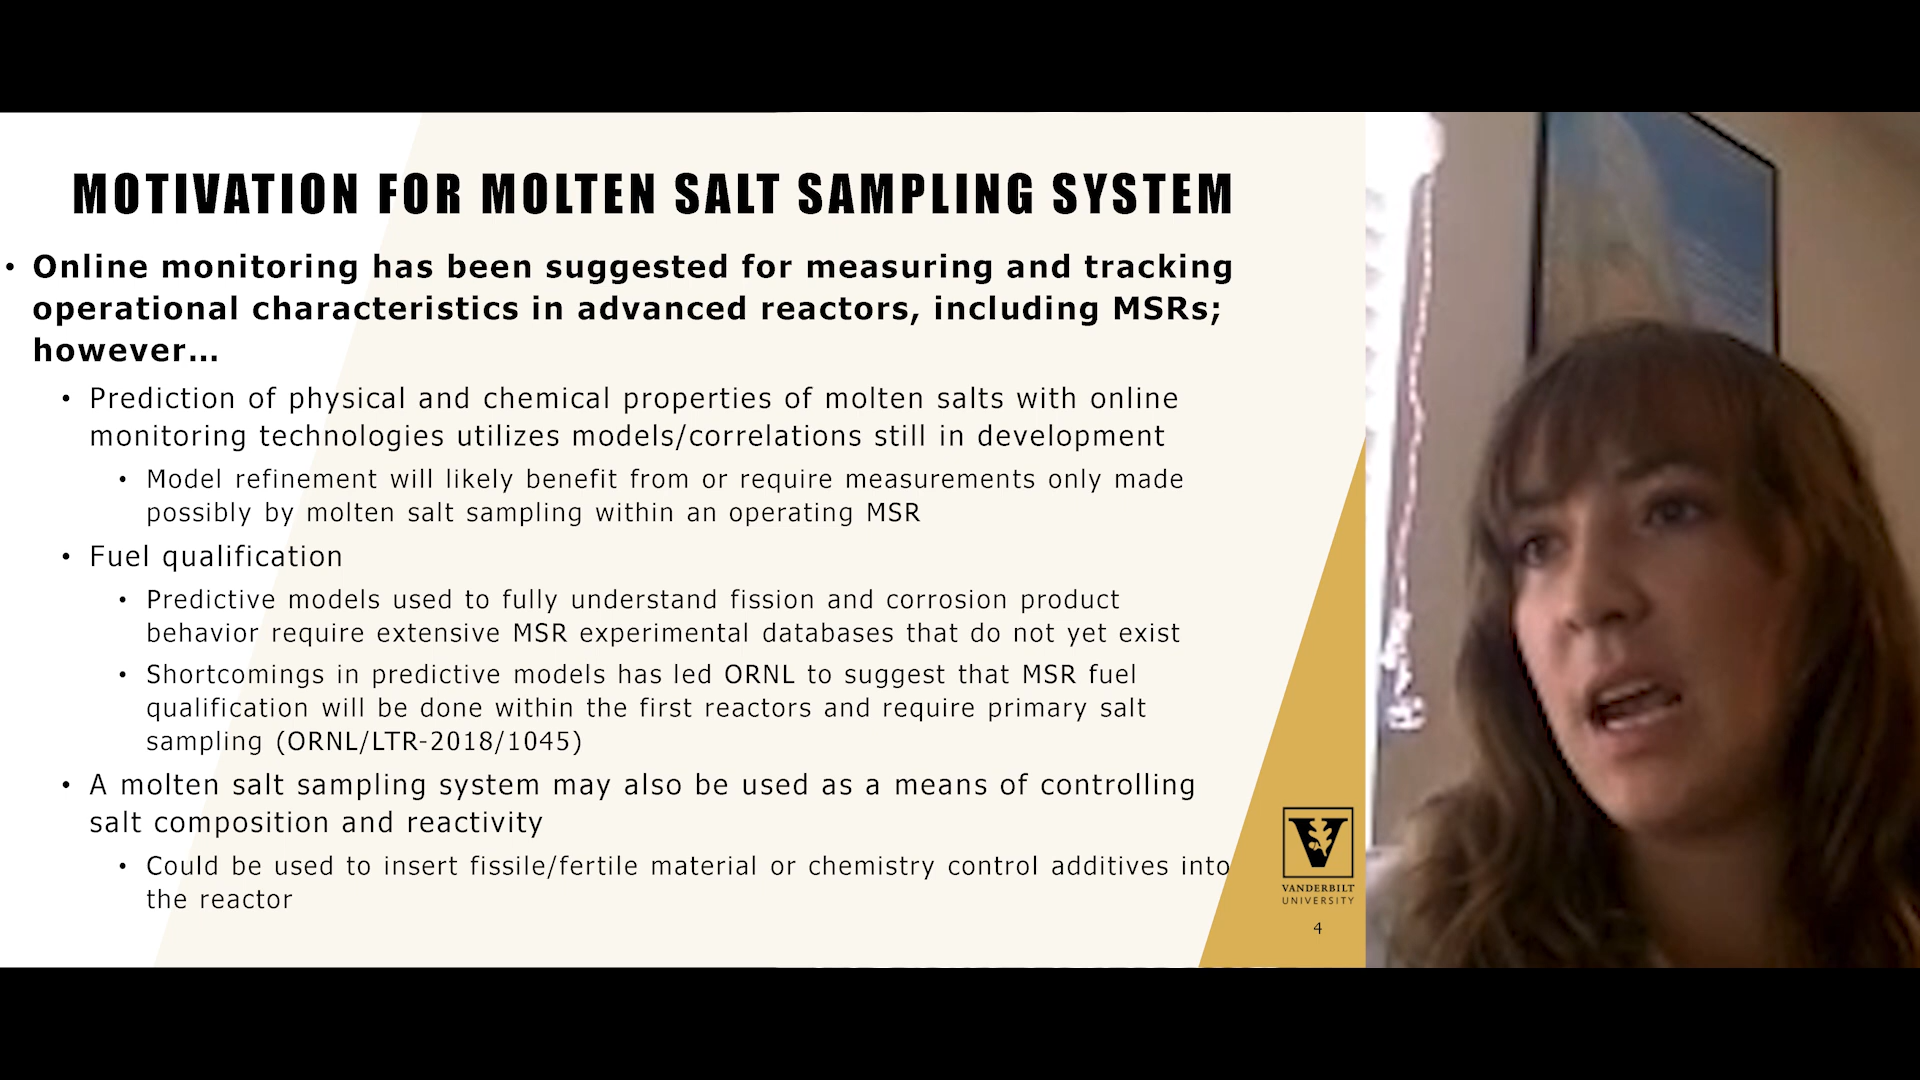 MOTIVATION FOR MOLTEN SALT SAMPLING SYSTEM
• Online monitoring has been suggested for measuring and tracking
operational characteristics in advanced reactors, including MSRs;
however…
• Prediction of physical and chemical properties of molten salts with online
monitoring technologies utilizes models/correlations still in development
• Model refinement will likely benefit from or require measurements only made
possibly by molten salt sampling within an operating MSR
• Fuel qualification
• Predictive models used to fully understand fission and corrosion product
behavior require extensive MSR experimental databases that do not yet exist
• Shortcomings in predictive models has led ORNL to suggest that MSR fuel
qualification will be done within the first reactors and require primary salt
sampling (ORNL/LTR-2018/1045)
• A molten salt sampling system may also be used as a means of controlling
salt composition and reactivity
• Could be used to insert fissile/fertile material or chemistry control additives into
the reactor
V
VANDERBILT
UNIVERSITY
4